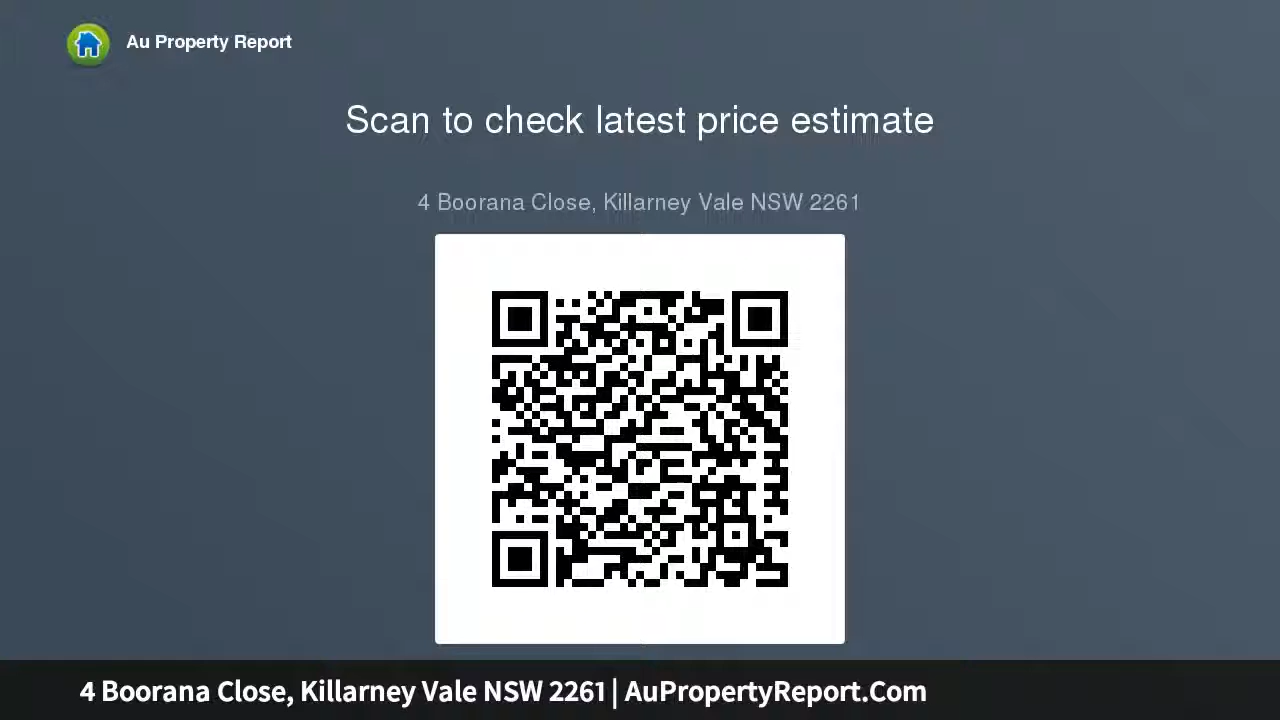 Au Property Report
Scan to check latest price estimate
4 Boorana Close, Killarney Vale NSW 2261
4 Boorana Close, Killarney Vale NSW 2261 | AuPropertyReport.Com